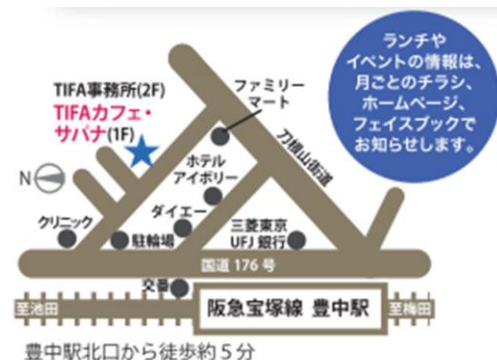 ランチや
イベントの情報は、
月ごとのチラシ、
ホームページ、
フェイスブックで
お知らせします。
TIFA事務所(2F)
TIFAカフェ・
サパナ(1F)
ファミリー
マート
刀根山街道
N
ホテル
アイボリー
ダイエー
クリニック
駐輪場
三菱東京
UFJ 銀行
国道 176 号
交番
至池田
阪急宝塚線 豊中駅
至梅田
豊中駅北口から徒歩約 5 分